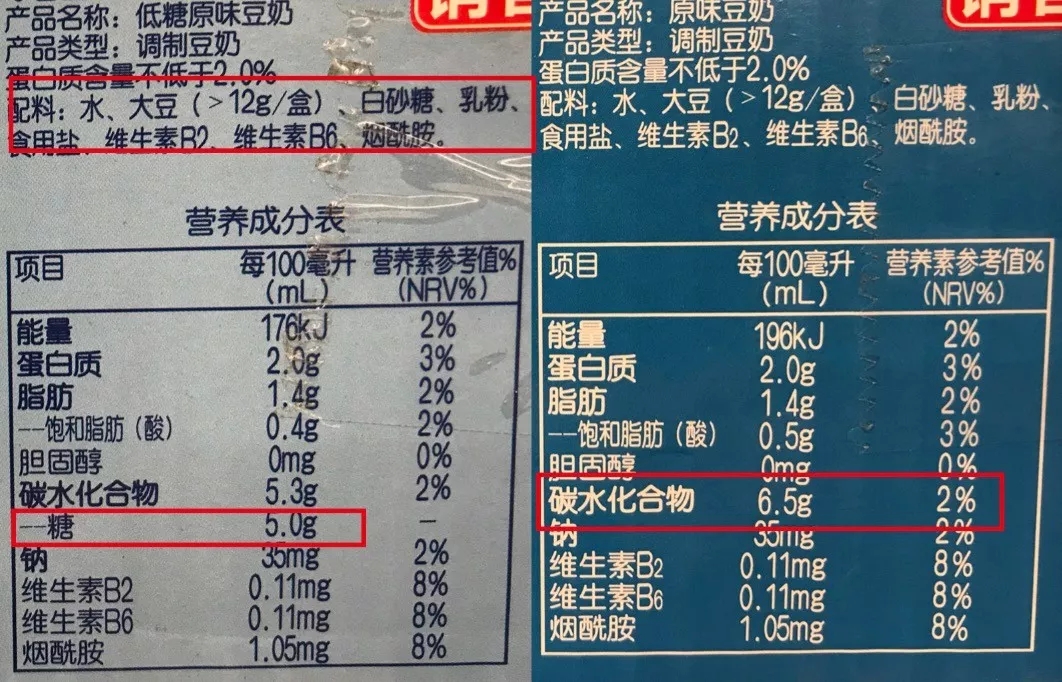 产品名称：低糖原味豆奶
产品类型：调制豆奶
蛋白质含量不低于2.0%
配料：水、大豆（>12g/盒）、白砂糖、乳粉、
食用盐、维生素B2、维生素B6、烟酰胺。
营养成分表
项目 每100毫升(mL) 营养素参考值%(NRV%)
能量 176kJ 2%
蛋白质 2.0g 3%
脂肪 1.4g 2%
--饱和脂肪（酸） 0.4g 2%
胆固醇 0mg 0%
碳水化合物 5.3g 2%
--糖 5.0g –
钠 35mg 2%
维生素B2 0.11mg 8%
维生素B6 0.11mg 8%
烟酰胺 1.05mg 8%
产品名称：原味豆奶
产品类型：调制豆奶
蛋白质含量不低于2.0%
配料：水、大豆（>12g/盒）、白砂糖、乳粉、
食用盐、维生素B2、维生素B6、烟酰胺。
营养成分表
项目 每100毫升(mL) 营养素参考值%(NRV%)
能量 196kJ 2%
蛋白质 2.0g 3%
脂肪 1.4g 2%
--饱和脂肪（酸） 0.5g 3%
胆固醇 0mg 0%
碳水化合物 6.5g 2%
钠 35mg 2%
维生素B2 0.11mg 8%
维生素B6 0.11mg 8%
烟酰胺 1.05mg 8%